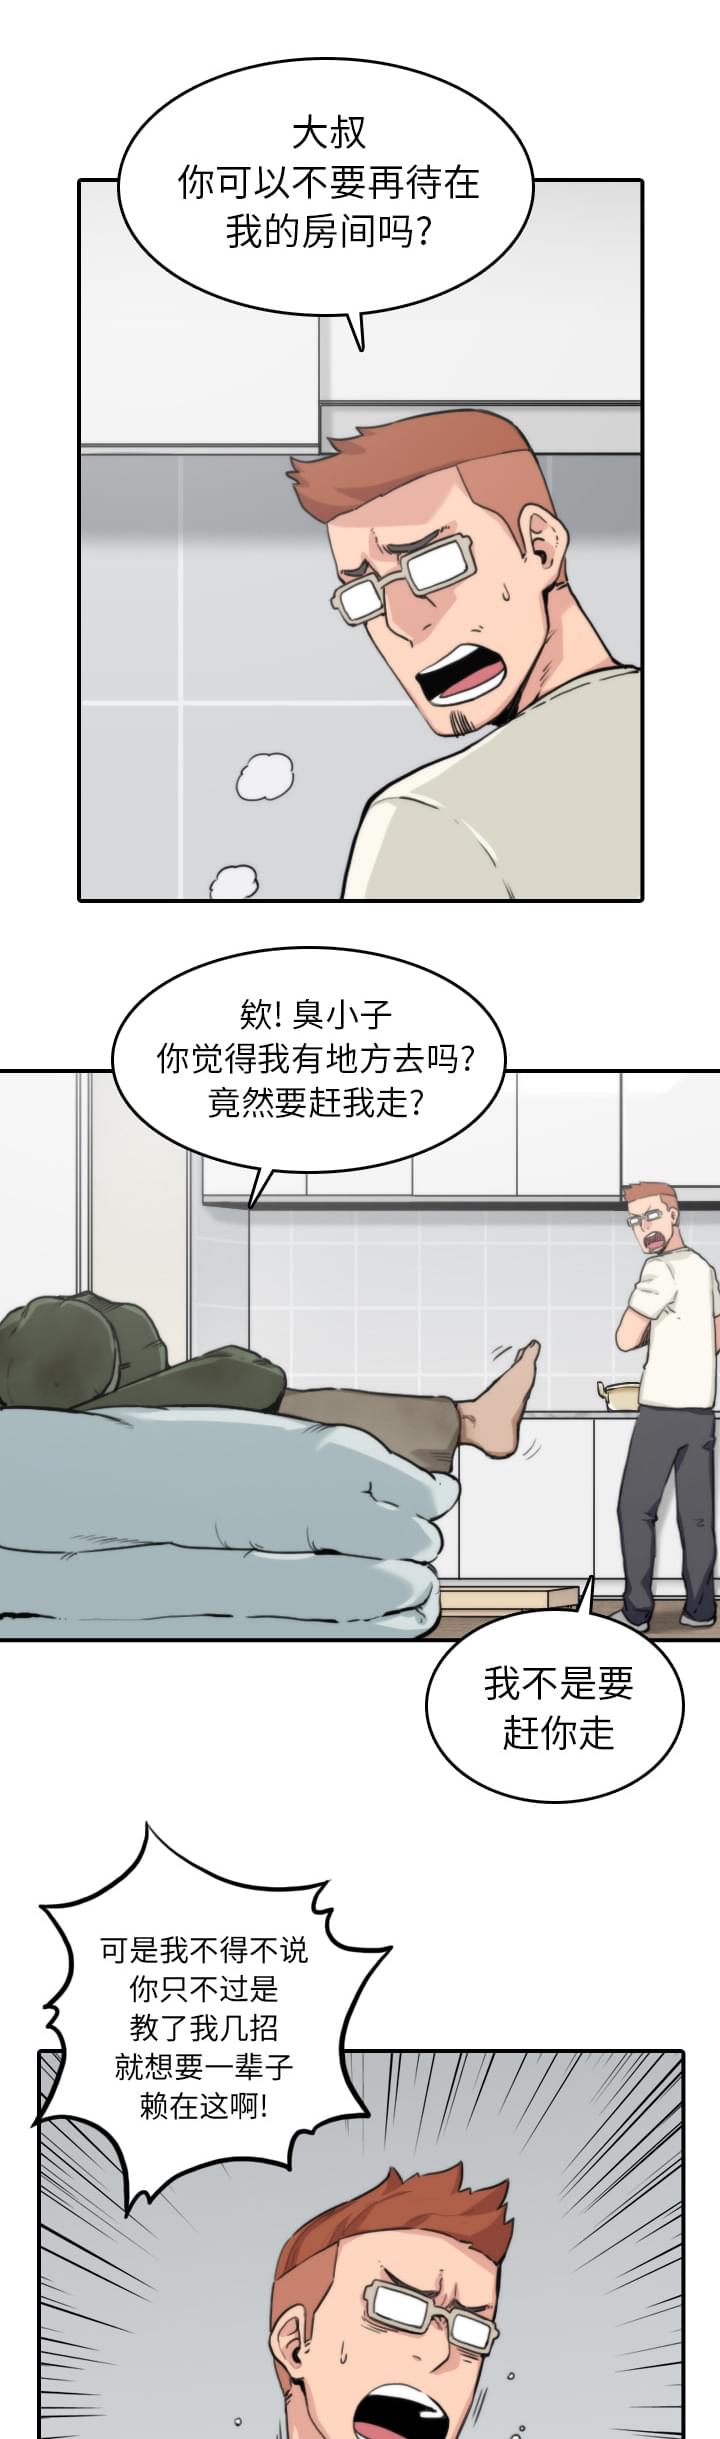 大叔
你可以不要再待在
我的房间吗?
欸! 臭小子
你觉得我有地方去吗?
竟然要赶我走?
我不是要
赶你走
可是我不得不说
你只不过是
教了我几招
就想要一辈子
赖在这啊!